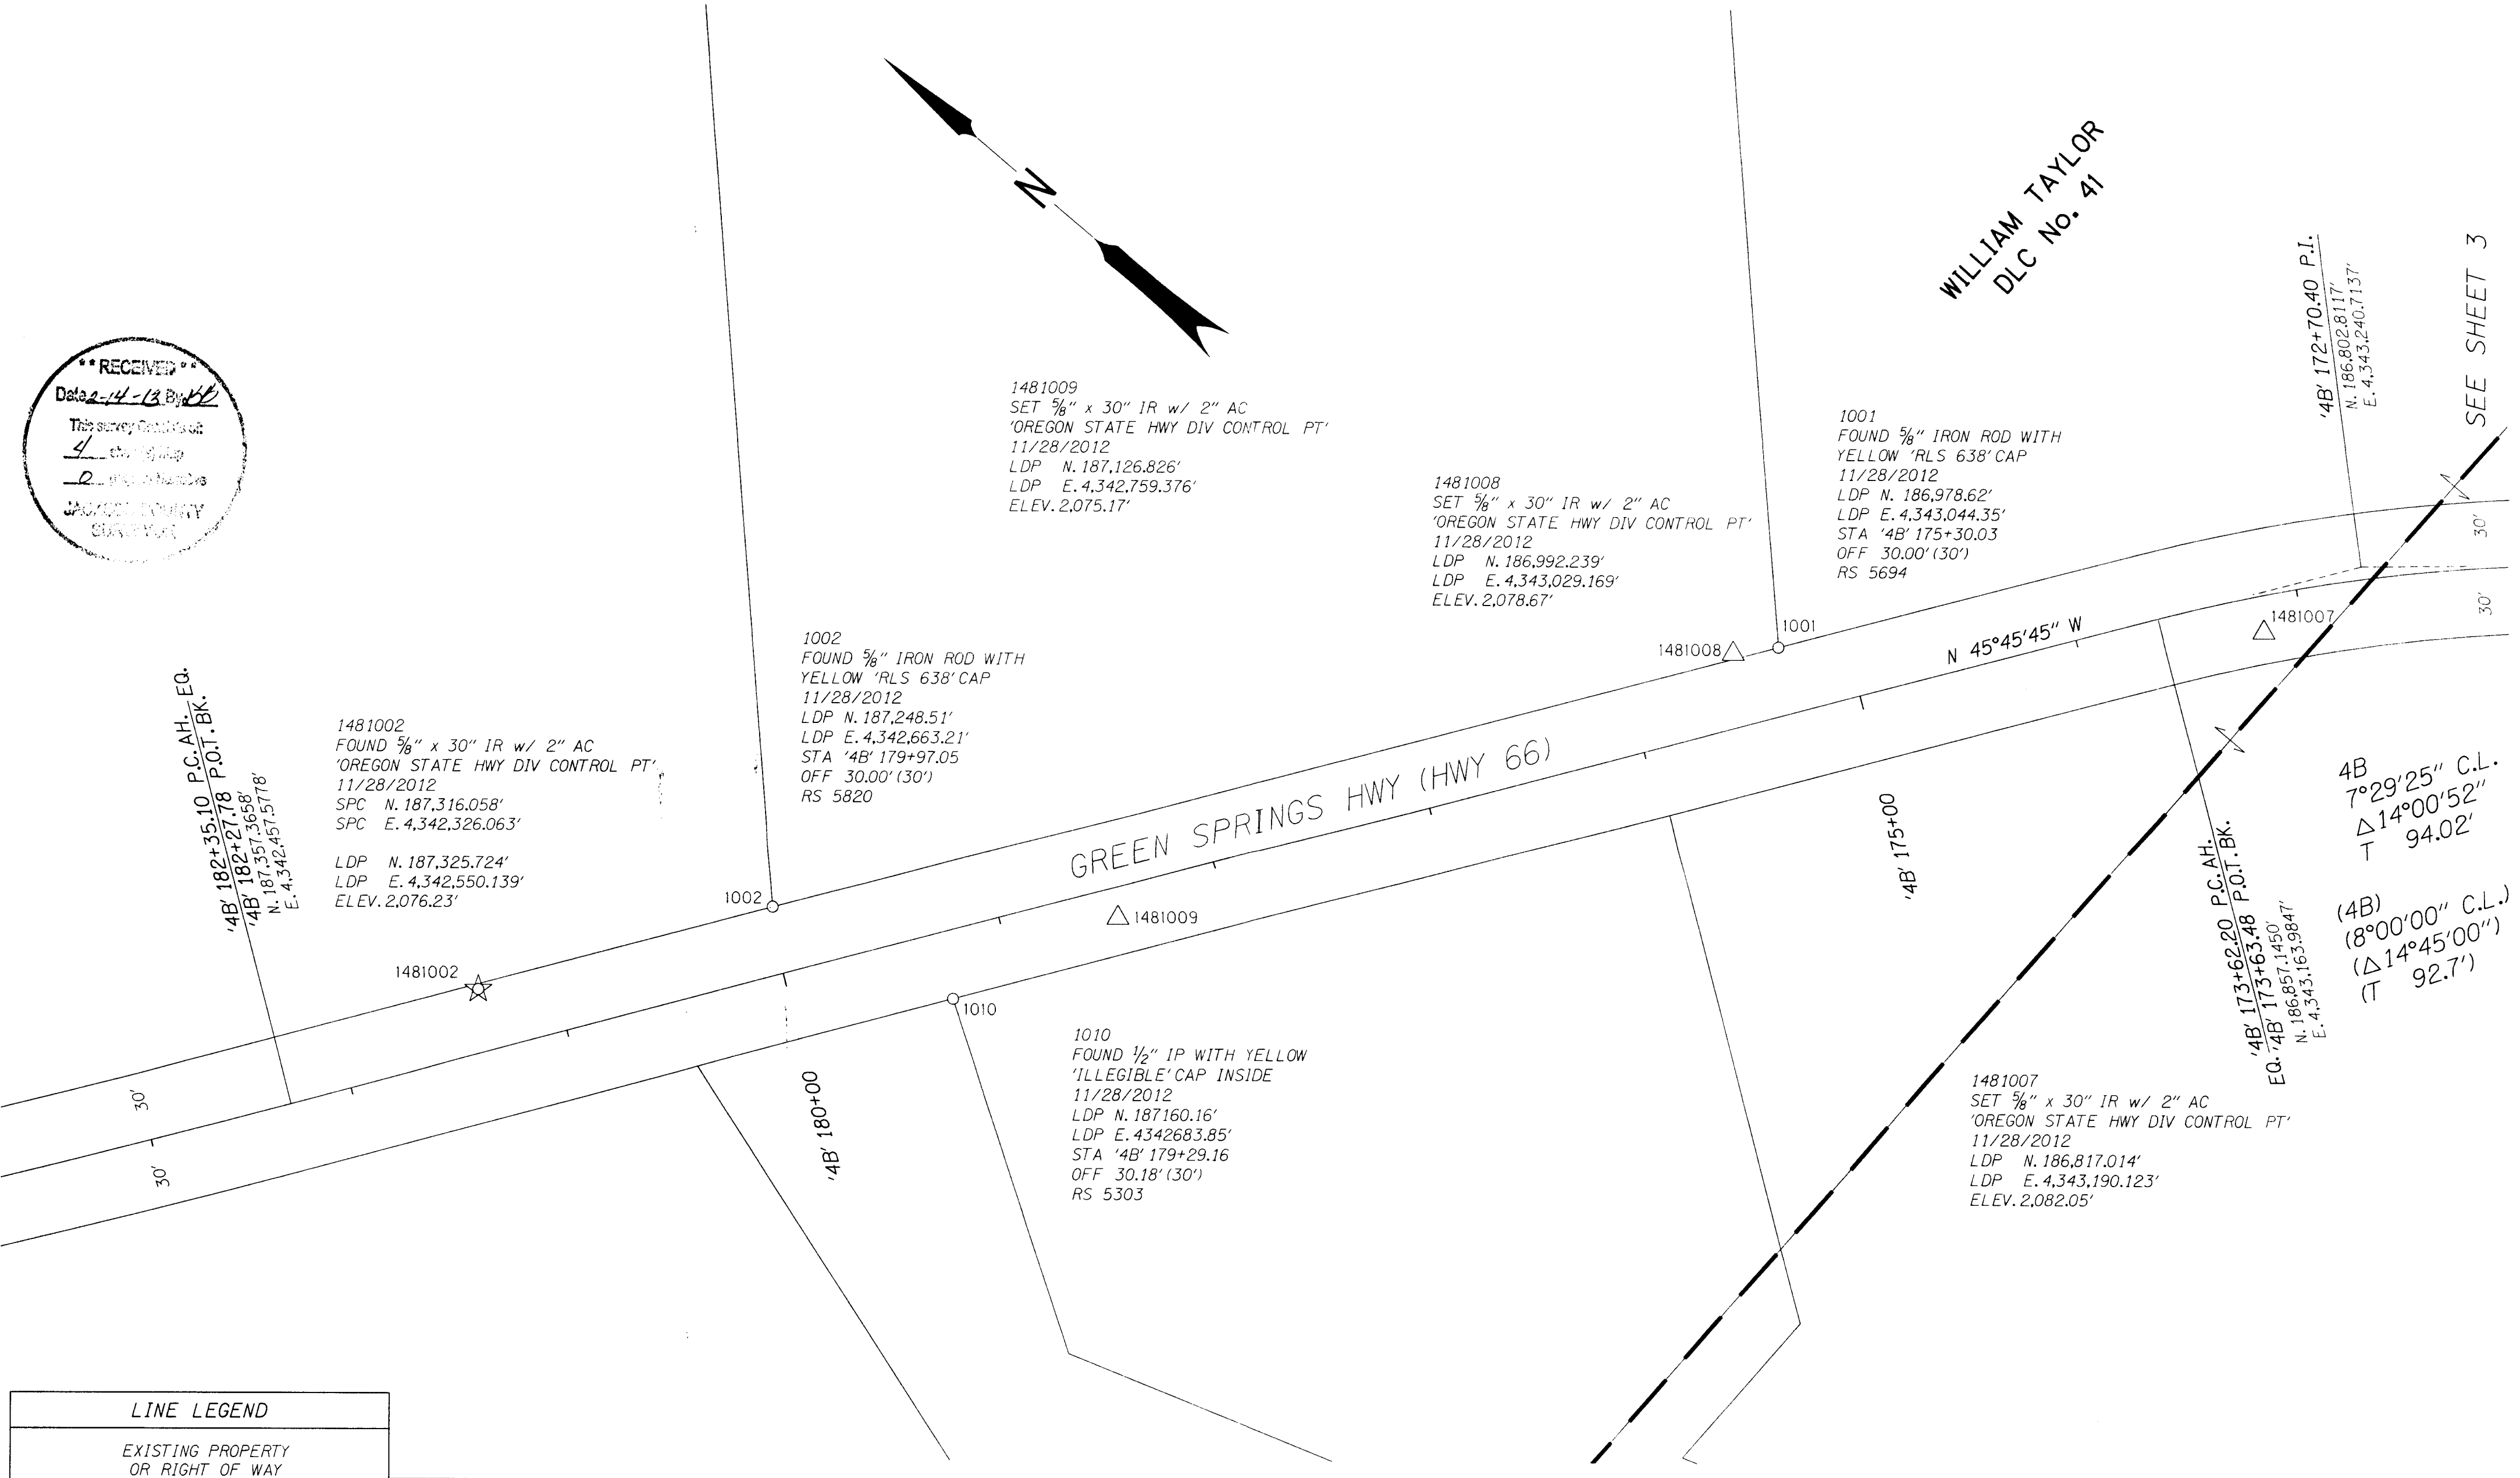 N
WILLIAM TAYLOR
DLC No. 41
'4B' 172+70.40 P.I.
N. 186,802.8117'
E. 4,343,240.7137'
SEE SHEET 3
** RECEIVED **
Date 2-14-13 By
This survey Consists of:
4
0
JACKSON COUNTY
SURVEYOR
1481009
SET 5/8" x 30" IR w/ 2" AC
'OREGON STATE HWY DIV CONTROL PT'
11/28/2012
LDP N. 187,126.826'
LDP E. 4,342,759.376'
ELEV. 2,075.17'
1481008
SET 5/8" x 30" IR w/ 2" AC
'OREGON STATE HWY DIV CONTROL PT'
11/28/2012
LDP N. 186,992.239'
LDP E. 4,343,029.169'
ELEV. 2,078.67'
1001
FOUND 5/8" IRON ROD WITH
YELLOW 'RLS 638' CAP
11/28/2012
LDP N. 186,978.62'
LDP E. 4,343,044.35'
STA '4B' 175+30.03
OFF 30.00' (30')
RS 5694
30'
30'
1481007
1001
1481008
N 45°45'45" W
1002
FOUND 5/8" IRON ROD WITH
YELLOW 'RLS 638' CAP
11/28/2012
LDP N. 187,248.51'
LDP E. 4,342,663.21'
STA '4B' 179+97.05
OFF 30.00' (30')
RS 5820
'4B' 182+35.10 P.C. AH. EQ.
'4B' 182+27.78 P.O.T. BK.
N. 187,357.3658'
E. 4,342,457.5778'
1481002
FOUND 5/8" x 30" IR w/ 2" AC
'OREGON STATE HWY DIV CONTROL PT'
11/28/2012
SPC N. 187,316.058'
SPC E. 4,342,326.063'
LDP N. 187,325.724'
LDP E. 4,342,550.139'
ELEV. 2,076.23'
GREEN SPRINGS HWY (HWY 66)
'4B' 175+00
4B
7°29'25" C.L.
△ 14°00'52"
T 94.02'
(4B)
(8°00'00" C.L.)
(△ 14°45'00")
(T 92.7')
'4B' 173+62.20 P.C. AH.
EQ. '4B' 173+63.48 P.O.T. BK.
N. 186,857.1450'
E. 4,343,163.9847'
1002
1481009
1481002
1010
30'
30'
'4B' 180+00
1010
FOUND 1/2" IP WITH YELLOW
'ILLEGIBLE' CAP INSIDE
11/28/2012
LDP N. 187160.16'
LDP E. 4342683.85'
STA '4B' 179+29.16
OFF 30.18' (30')
RS 5303
1481007
SET 5/8" x 30" IR w/ 2" AC
'OREGON STATE HWY DIV CONTROL PT'
11/28/2012
LDP N. 186,817.014'
LDP E. 4,343,190.123'
ELEV. 2,082.05'
LINE LEGEND
EXISTING PROPERTY
OR RIGHT OF WAY